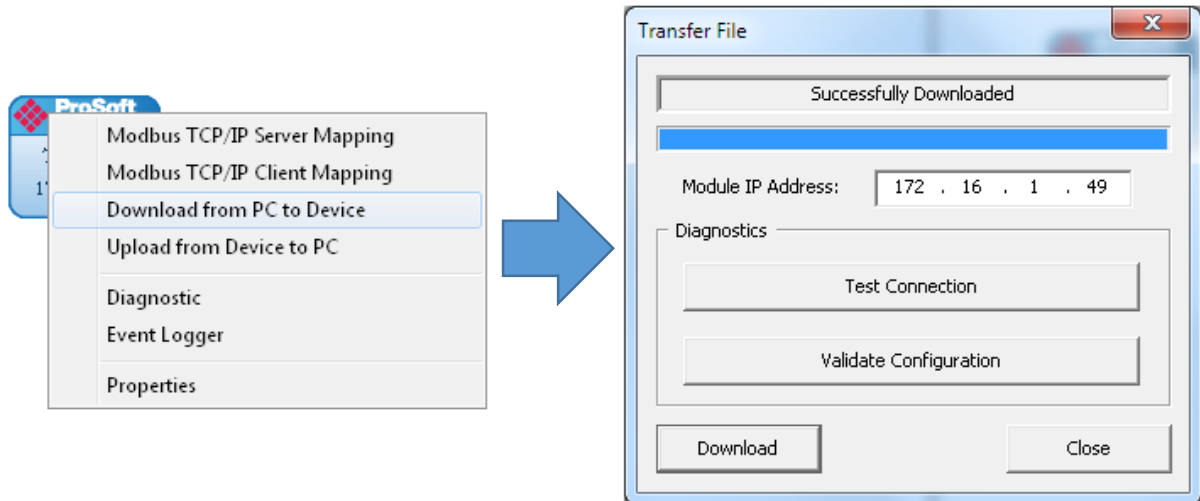 ProSoft
Modbus TCP/IP Server Mapping
Modbus TCP/IP Client Mapping
Download from PC to Device
Upload from Device to PC
Diagnostic
Event Logger
Properties
Transfer File
Successfully Downloaded
Module IP Address: 172 . 16 . 1 . 49
Diagnostics
Test Connection
Validate Configuration
Download Close